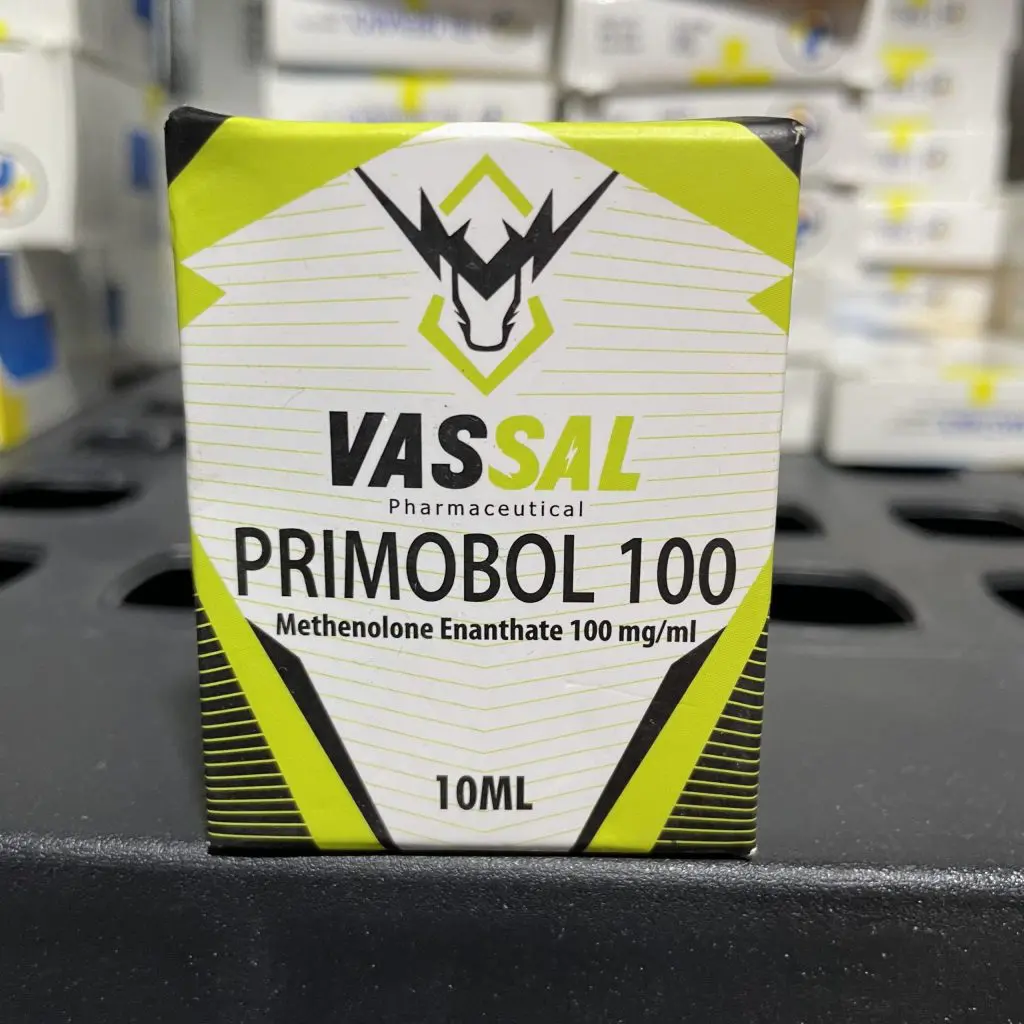 VASSAL
Pharmaceutical
PRIMOBOL 100
Methenolone Enanthate 100 mg/ml
10ML